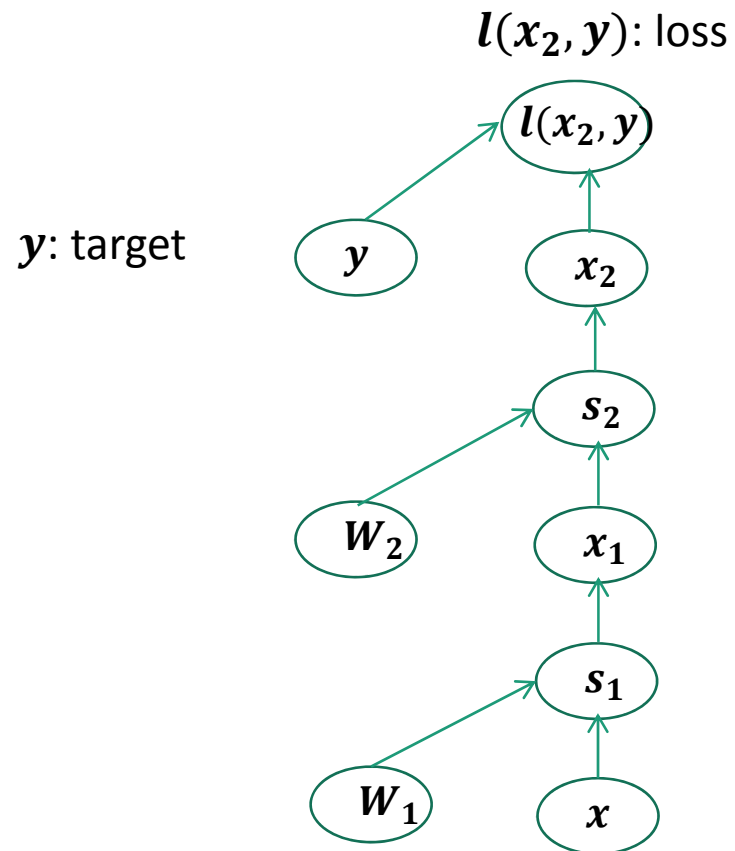 l(x₂, y): loss
l(x₂, y)
y: target
y
x₂
s₂
W₂
x₁
s₁
W₁
x